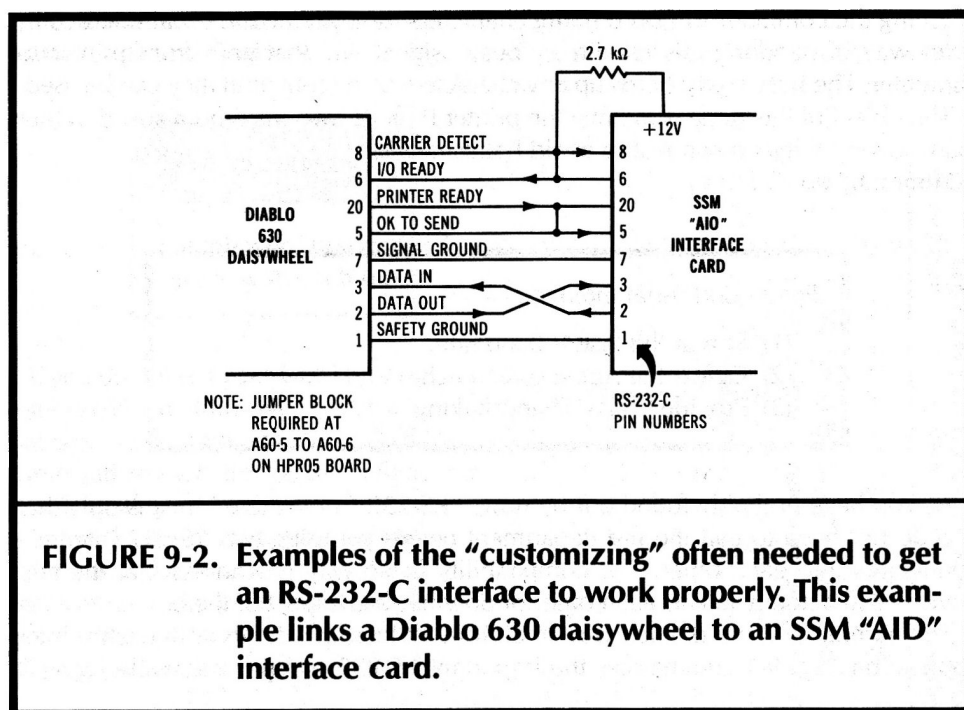 2.7 kΩ
+12V
8 CARRIER DETECT 8
6 I/O READY 6
20 PRINTER READY 20
5 OK TO SEND 5
7 SIGNAL GROUND 7
3 DATA IN 3
2 DATA OUT 2
1 SAFETY GROUND 1
DIABLO
630
DAISYWHEEL
SSM
"AIO"
INTERFACE
CARD
NOTE: JUMPER BLOCK
REQUIRED AT
A60-5 TO A60-6
ON HPRO5 BOARD
RS-232-C
PIN NUMBERS
FIGURE 9-2. Examples of the “customizing” often needed to get
an RS-232-C interface to work properly. This exam-
ple links a Diablo 630 daisywheel to an SSM “AID”
interface card.